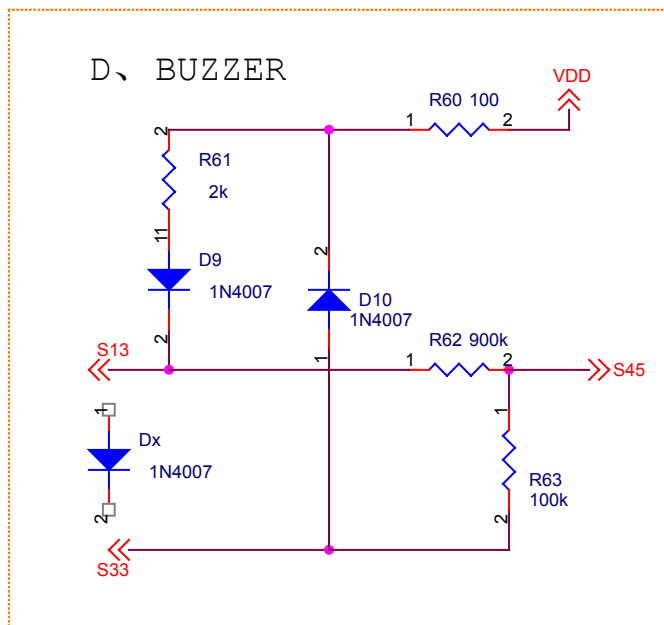 D、BUZZER
VDD
R60 100
1
2
2
R61
2k
11
D9
1N4007
2
2
D10
1N4007
1
S13
R62 900k
1
2
S45
1
Dx
1N4007
2
1
R63
100k
2
S33